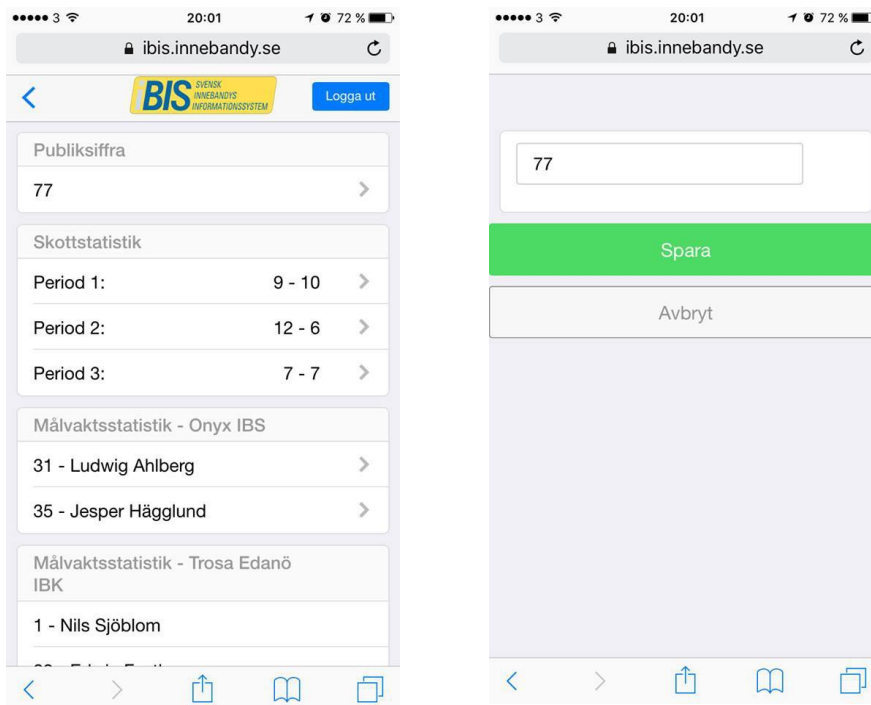 3 20:01 72 %
ibis.innebandy.se
BIS SVENSK
INNEBANDYS
INFORMATIONSSYSTEM
Logga ut
Publiksiffra
77
Skottstatistik
Period 1: 9 - 10
Period 2: 12 - 6
Period 3: 7 - 7
Målvaktsstatistik - Onyx IBS
31 - Ludwig Ahlberg
35 - Jesper Hägglund
Målvaktsstatistik - Trosa Edanö
IBK
1 - Nils Sjöblom
3 20:01 72 %
ibis.innebandy.se
77
Spara
Avbryt